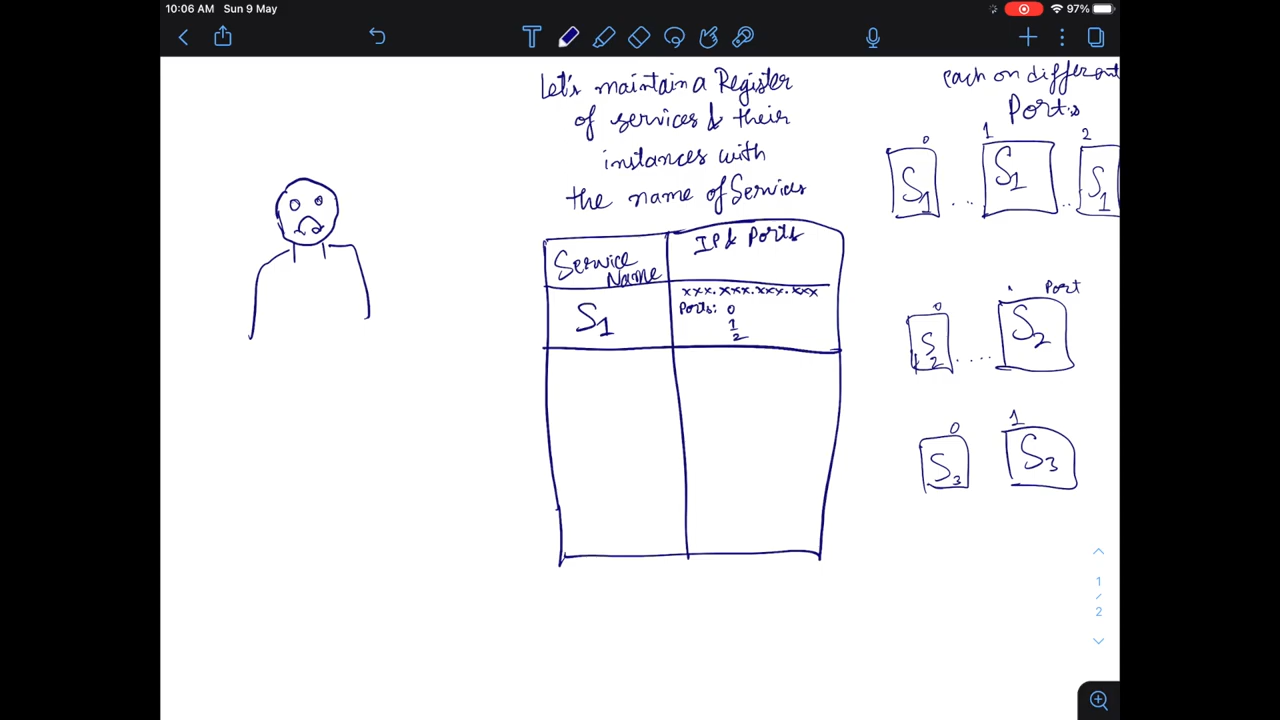 10:06 AM Sun 9 May
97%
T
Let's maintain a Register
of services & their
instances with
the name of Services
Service
Name
IP & Ports
S1
xxx.xxx.xxx.xxx
Ports: 0
1
2
each on different
Ports
0
1
2
S1
...
S1
..
S1
0
Port
S2
....
S2
0
1
S3
S3
1
/
2